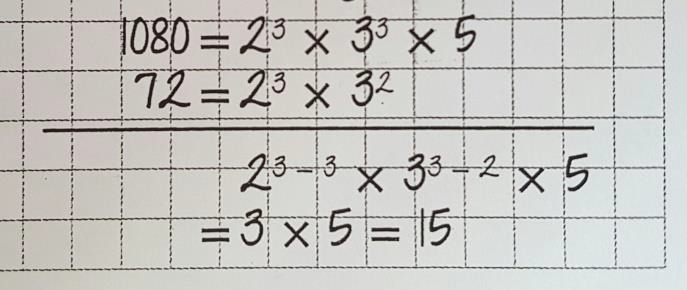 1080 = 2³ × 3³ × 5
72 = 2³ × 3²
2³⁻³ × 3³⁻² × 5
= 3 × 5 = 15